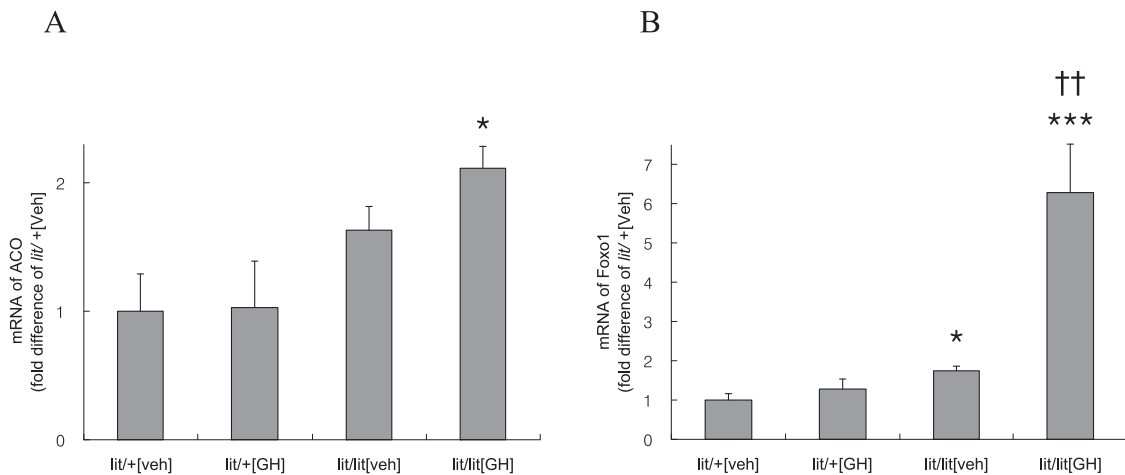 A
mRNA of ACO
(fold difference of lit/ +[Veh]
2
1
0
*
lit/+[veh] lit/+[GH] lit/lit[veh] lit/lit[GH]
B
mRNA of Foxo1
(fold difference of lit/ +[Veh]
7
6
5
4
3
2
1
0
*
††
***
lit/+[veh] lit/+[GH] lit/lit[veh] lit/lit[GH]